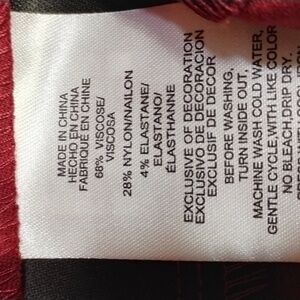 MADE IN CHINA
HECHO EN CHINA
FABRIQUÉ EN CHINE
68% VISCOSE/
VISCOSA
28% NYLON/NAILON
4% ELASTANE/
ELASTANO/
ÉLASTHANNE
EXCLUSIVE OF DECORATION
EXCLUSIVO DE DECORACION
EXCLUSIF DE DECOR
BEFORE WASHING,
TURN INSIDE OUT,
MACHINE WASH COLD WATER,
GENTLE CYCLE,WITH LIKE COLOR
NO BLEACH,DRIP DRY.